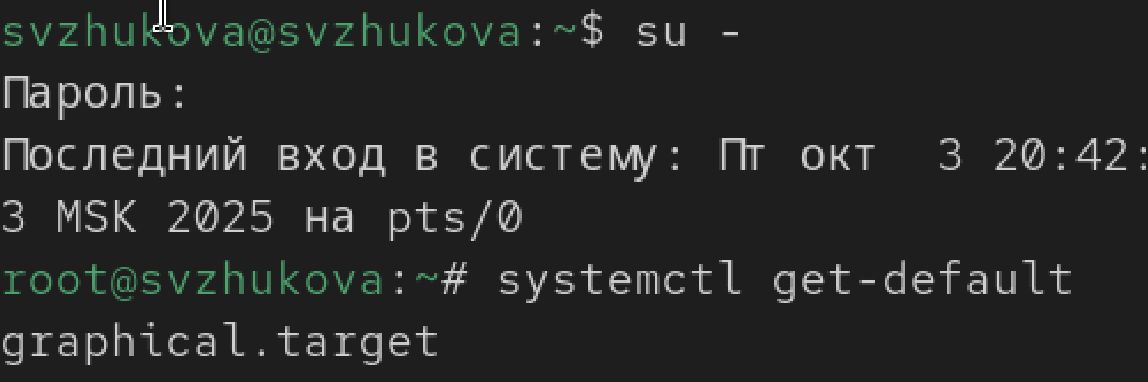 svzhukova@svzhukova:~$ su -
Пароль:
Последний вход в систему: Пт окт  3 20:42:
3 MSK 2025 на pts/0
root@svzhukova:~# systemctl get-default
graphical.target